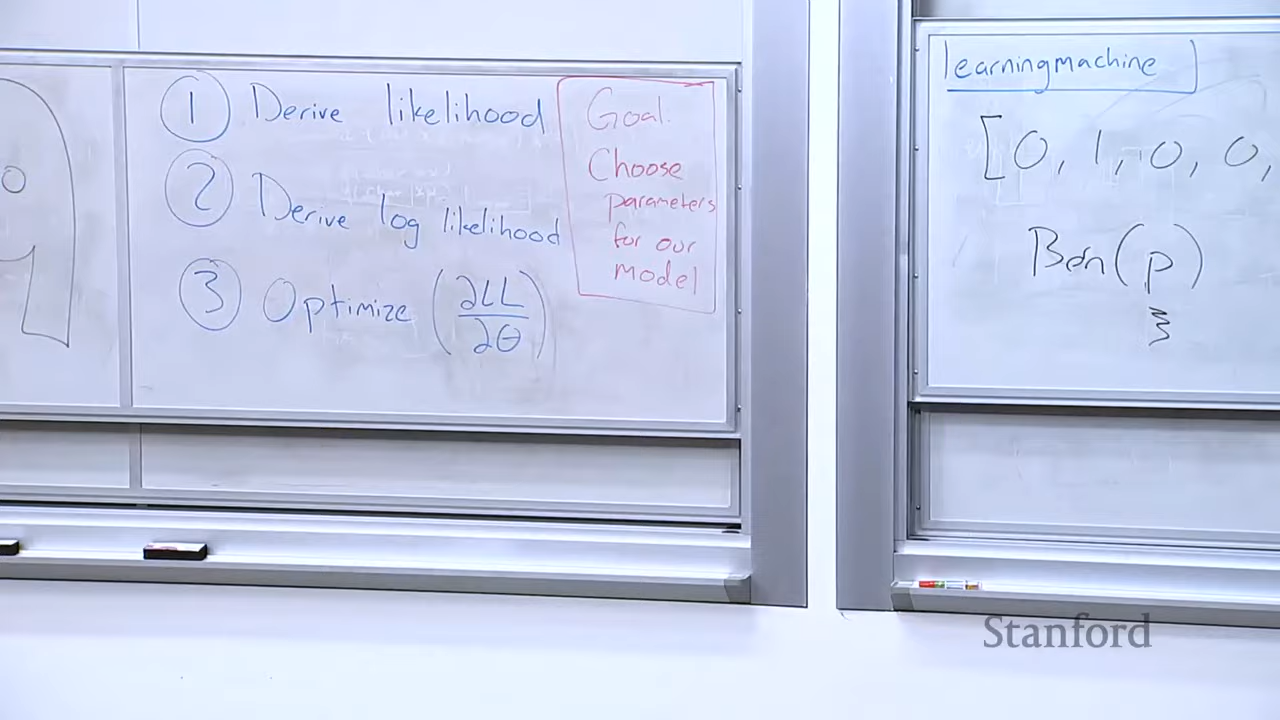 1 Derive likelihood
2 Derive log likelihood
3 Optimize (∂LL/∂θ)
Goal:
Choose
parameters
for our
model
learningmachine
[0, 1, 0, 0,
Bern(p)
Stanford